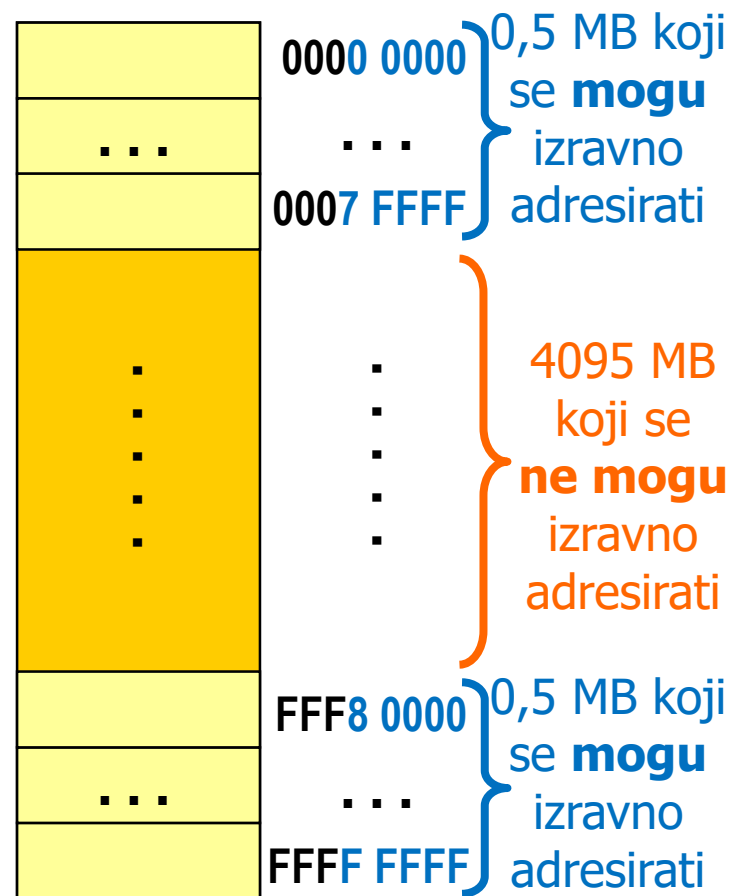 0000 0000
...
0007 FFFF
0,5 MB koji
se mogu
izravno
adresirati
...
4095 MB
koji se
ne mogu
izravno
adresirati
FFF8 0000
...
FFFF FFFF
0,5 MB koji
se mogu
izravno
adresirati
...